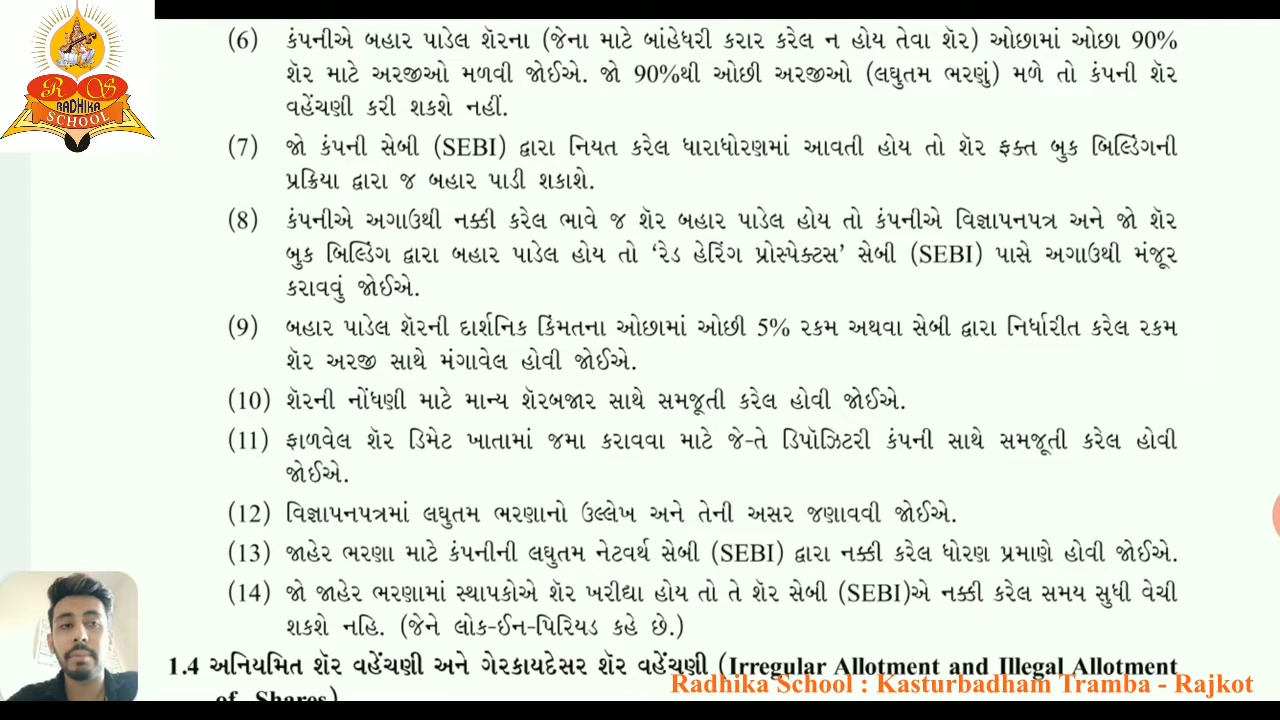 R S
RADHIKA
SCHOOL
(6) કંપનીએ બહાર પાડેલ શૅરના (જેના માટે બાંહેધરી કરાર કરેલ ન હોય તેવા શૅર) ઓછામાં ઓછા 90%
શૅર માટે અરજીઓ મળવી જોઈએ. જો 90%થી ઓછી અરજીઓ (લઘુતમ ભરણું) મળે તો કંપની શૅર
વહેંચણી કરી શકશે નહીં.
(7) જો કંપની સેબી (SEBI) દ્વારા નિયત કરેલ ધારાધોરણમાં આવતી હોય તો શૅર ફક્ત બુક બિલ્ડિંગની
પ્રક્રિયા દ્વારા જ બહાર પાડી શકાશે.
(8) કંપનીએ અગાઉથી નક્કી કરેલ ભાવે જ શૅર બહાર પાડેલ હોય તો કંપનીએ વિજ્ઞાપનપત્ર અને જો શૅર
બુક બિલ્ડિંગ દ્વારા બહાર પાડેલ હોય તો ‘રેડ હેરિંગ પ્રોસ્પેક્ટસ’ સેબી (SEBI) પાસે અગાઉથી મંજૂર
કરાવવું જોઈએ.
(9) બહાર પાડેલ શૅરની દાર્શનિક કિંમતના ઓછામાં ઓછી 5% રકમ અથવા સેબી દ્વારા નિર્ધારીત કરેલ રકમ
શૅર અરજી સાથે મંગાવેલ હોવી જોઈએ.
(10) શૅરની નોંધણી માટે માન્ય શૅરબજાર સાથે સમજૂતી કરેલ હોવી જોઈએ.
(11) ફાળવેલ શૅર ડિમેટ ખાતામાં જમા કરાવવા માટે જે-તે ડિપૉઝિટરી કંપની સાથે સમજૂતી કરેલ હોવી
જોઈએ.
(12) વિજ્ઞાપનપત્રમાં લઘુતમ ભરણાનો ઉલ્લેખ અને તેની અસર જણાવવી જોઈએ.
(13) જાહેર ભરણા માટે કંપનીની લઘુતમ નેટવર્થ સેબી (SEBI) દ્વારા નક્કી કરેલ ધોરણ પ્રમાણે હોવી જોઈએ.
(14) જો જાહેર ભરણામાં સ્થાપકોએ શૅર ખરીદ્યા હોય તો તે શૅર સેબી (SEBI)એ નક્કી કરેલ સમય સુધી વેચી
શકશે નહિ. (જેને લોક-ઈન-પિરિયડ કહે છે.)
1.4 અનિયમિત શૅર વહેંચણી અને ગેરકાયદેસર શૅર વહેંચણી (Irregular Allotment and Illegal Allotment
of Shares)
Radhika School : Kasturbadham Tramba - Rajkot